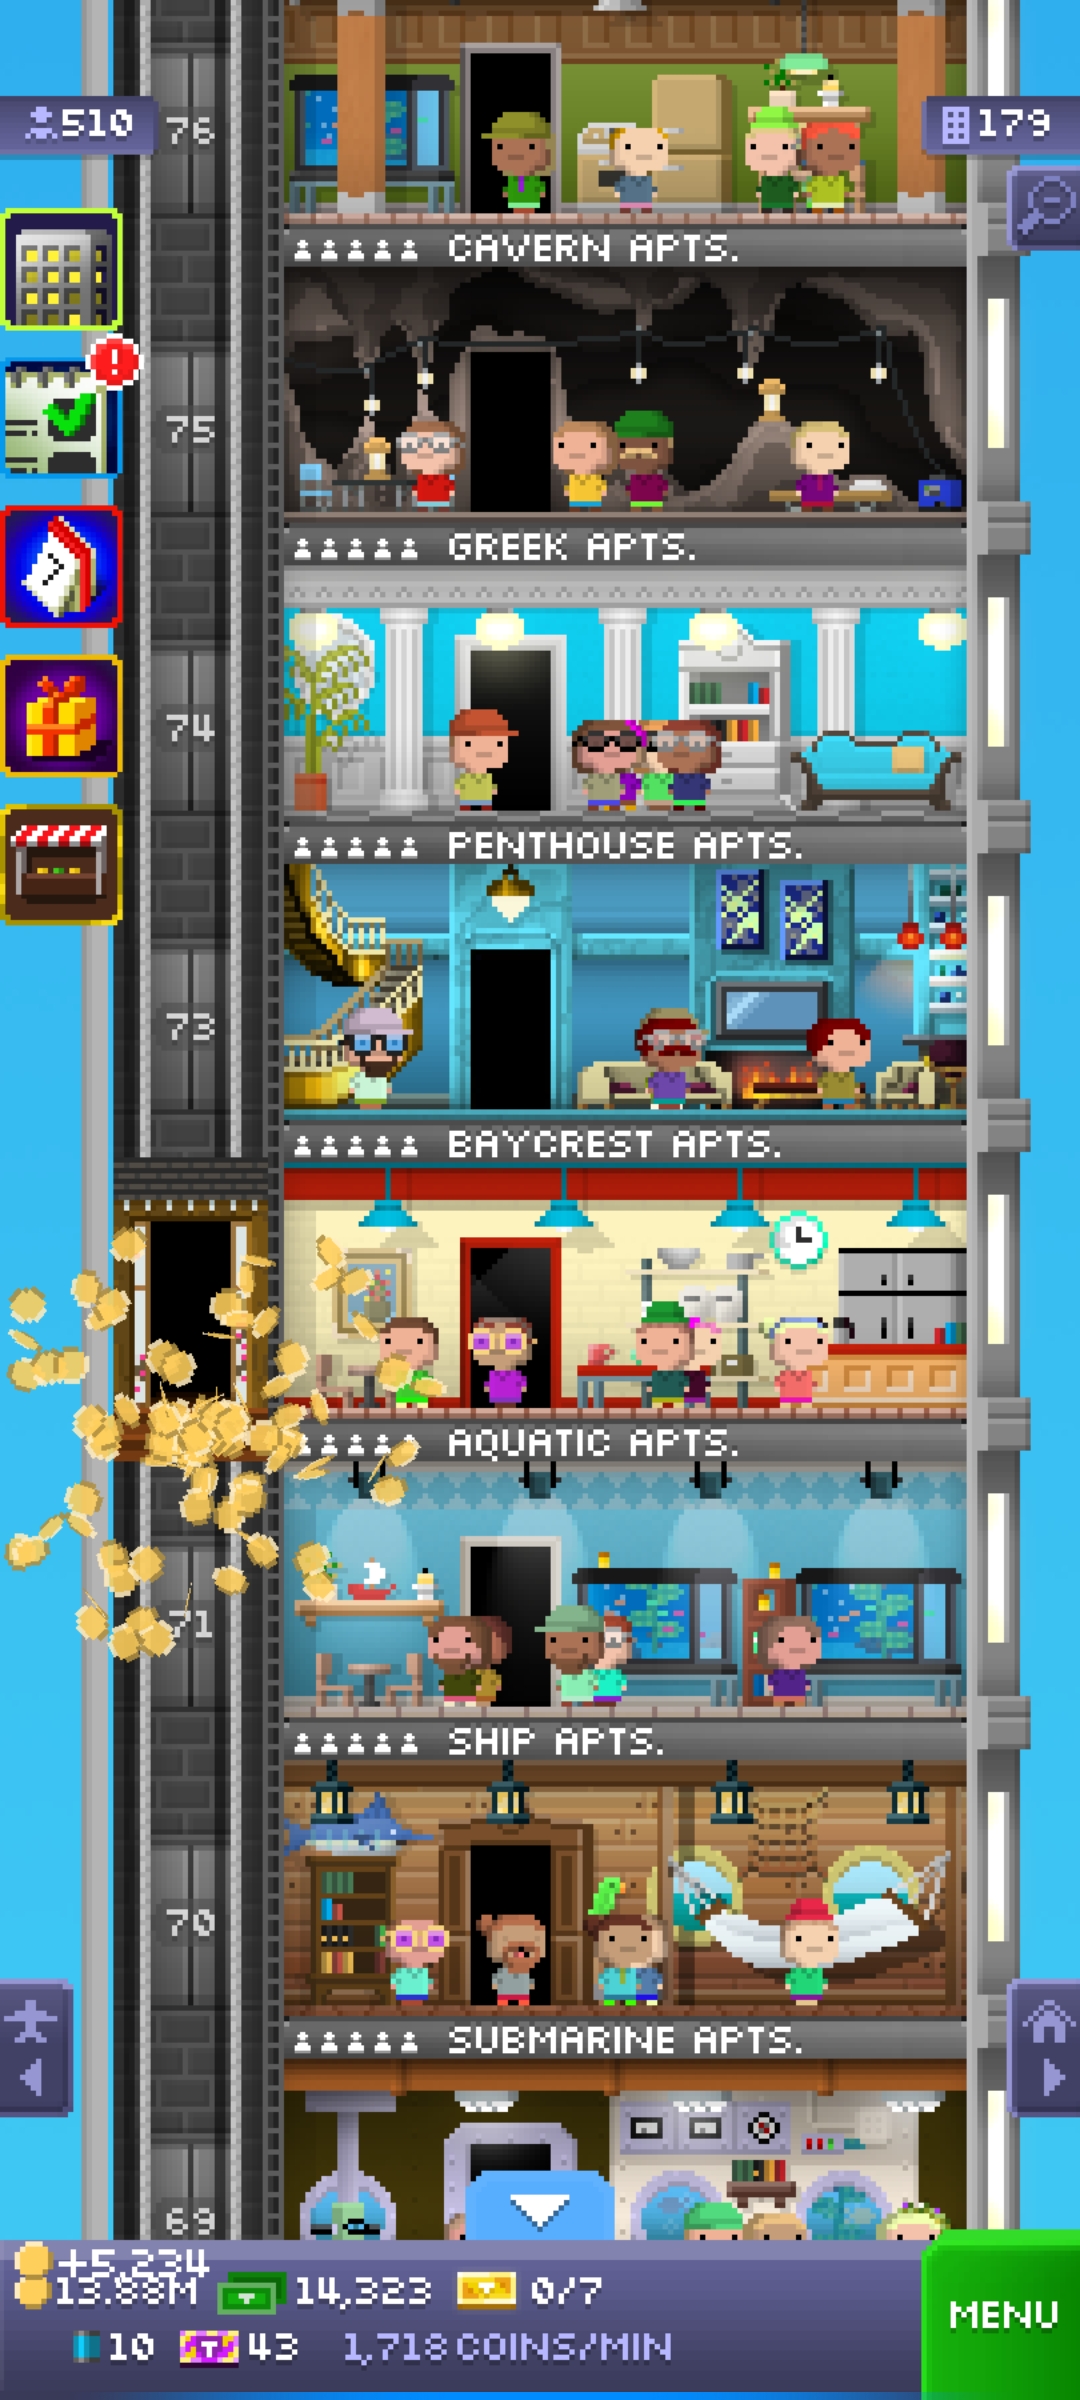 76
510
179
CAVERN APTS.
75
GREEK APTS.
74
PENTHOUSE APTS.
73
BAYCREST APTS.
AQUATIC APTS.
71
SHIP APTS.
70
SUBMARINE APTS.
69
+5,234
13.88M 14,323 0/7
10 43 1,718 COINS/MIN
MENU